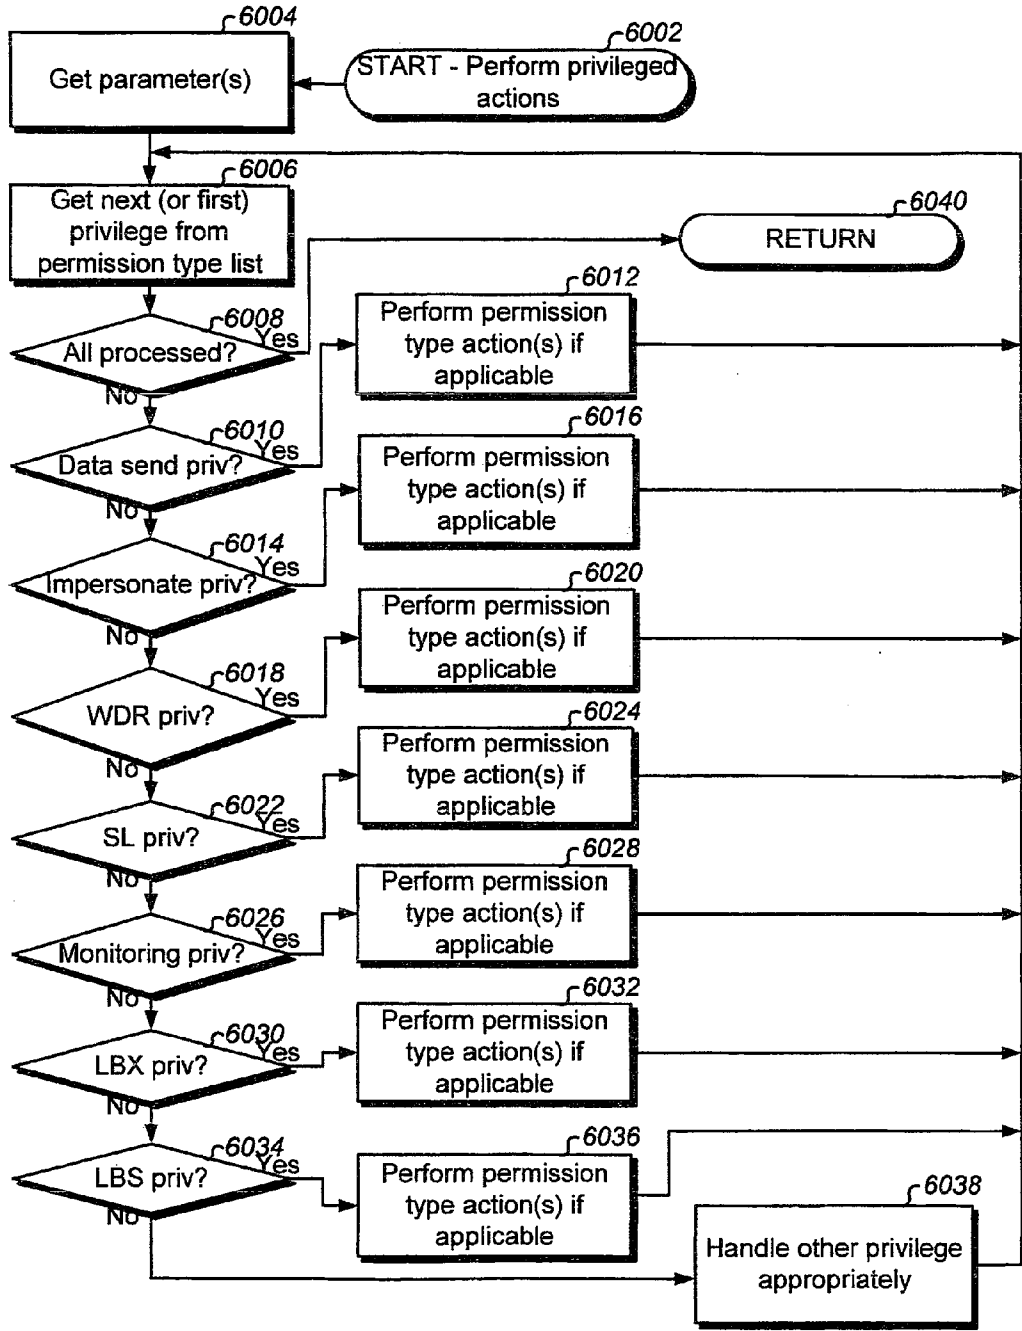 6004
Get parameter(s)
6002
START - Perform privileged
actions
6006
Get next (or first)
privilege from
permission type list
6040
RETURN
6008
All processed?
Yes
No
6012
Perform permission
type action(s) if
applicable
6010
Data send priv?
Yes
No
6016
Perform permission
type action(s) if
applicable
6014
Impersonate priv?
Yes
No
6020
Perform permission
type action(s) if
applicable
6018
WDR priv?
Yes
No
6024
Perform permission
type action(s) if
applicable
6022
SL priv?
Yes
No
6028
Perform permission
type action(s) if
applicable
6026
Monitoring priv?
Yes
No
6032
Perform permission
type action(s) if
applicable
6030
LBX priv?
Yes
No
6036
Perform permission
type action(s) if
applicable
6034
LBS priv?
Yes
No
6038
Handle other privilege
appropriately